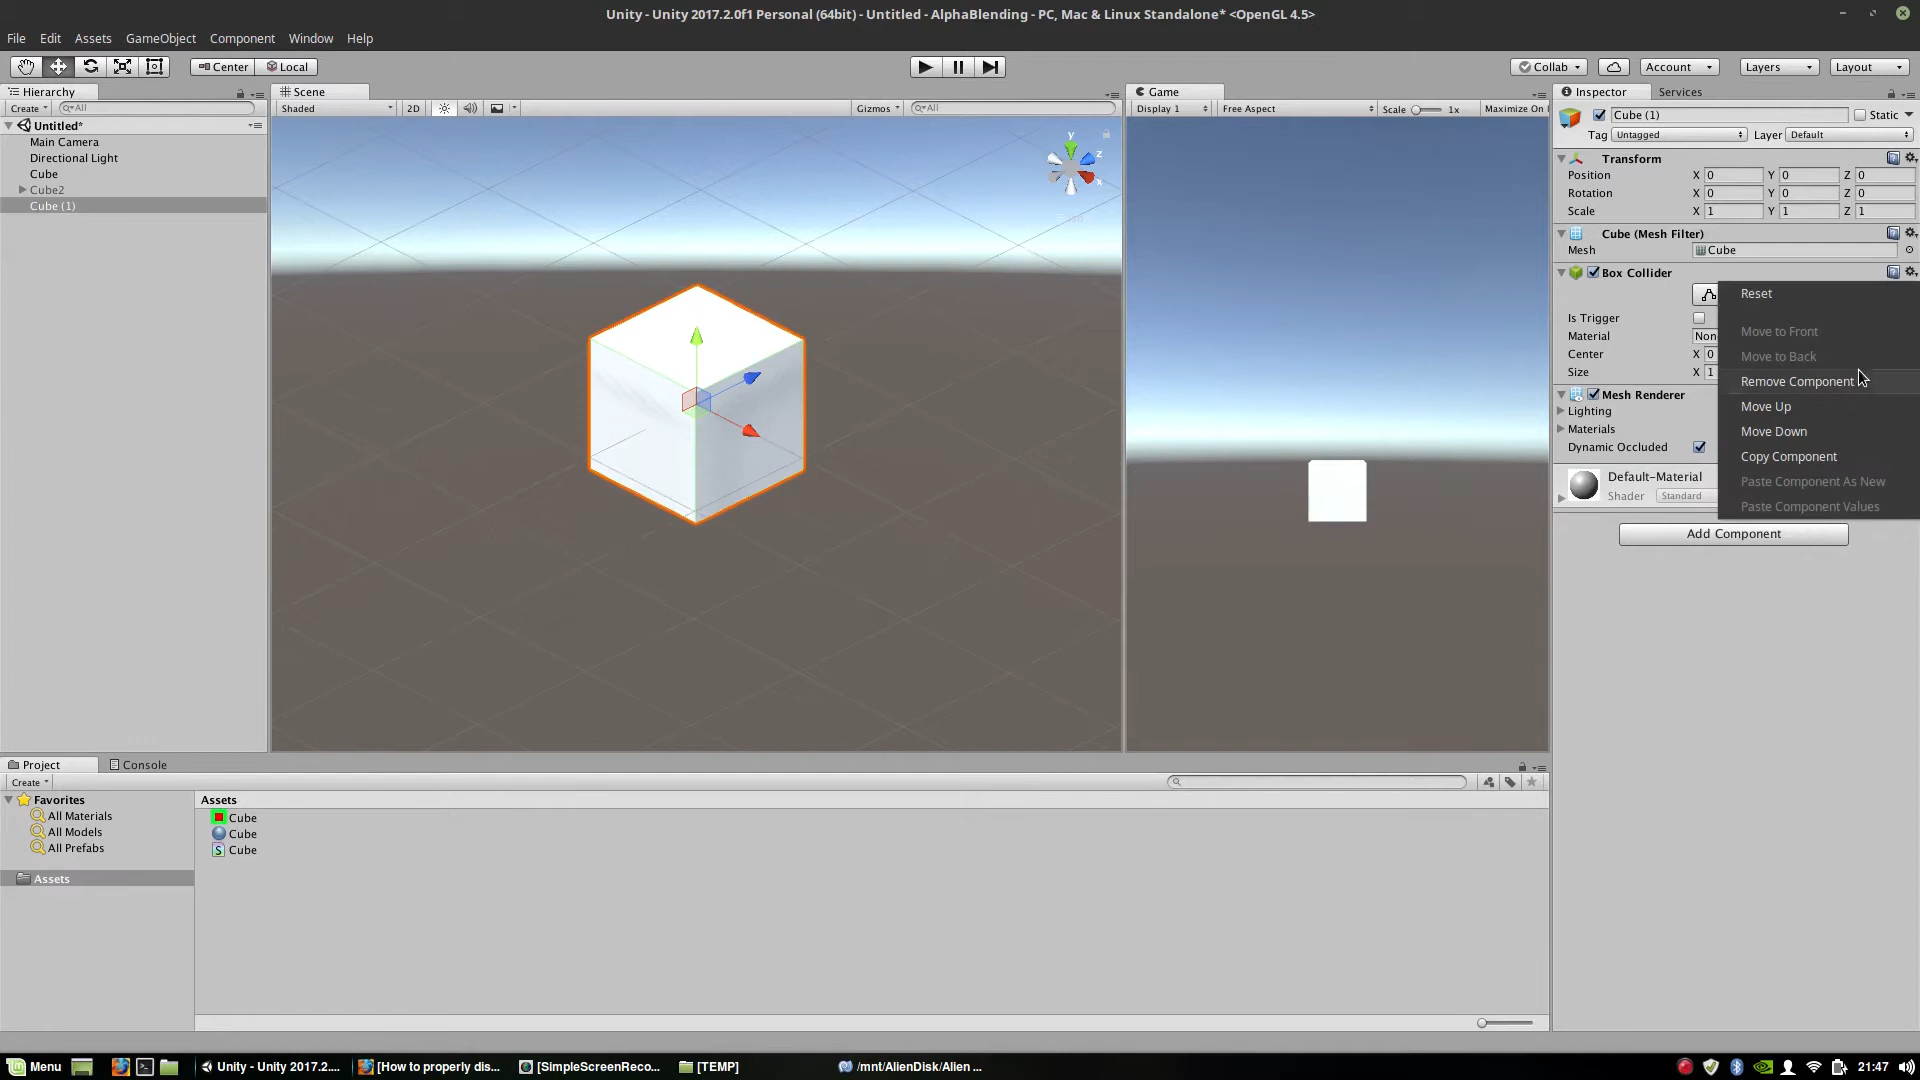 Unity - Unity 2017.2.0f1 Personal (64bit) - Untitled - AlphaBlending - PC, Mac & Linux Standalone* <OpenGL 4.5>
File Edit Assets GameObject Component Window Help
Center Local Collab Account Layers Layout
Hierarchy
Create All
Untitled*
Main Camera
Directional Light
Cube
Cube2
Cube (1)
Scene
Shaded 2D Gizmos All
y
z
x
Game
Display 1 Free Aspect Scale 1x Maximize On
Inspector Services
Cube (1) Static
Tag Untagged Layer Default
Transform
Position X 0 Y 0 Z 0
Rotation X 0 Y 0 Z 0
Scale X 1 Y 1 Z 1
Cube (Mesh Filter)
Mesh Cube
Box Collider
Is Trigger
Material Non
Center X 0
Size X 1
Mesh Renderer
Lighting
Materials
Dynamic Occluded
Default-Material
Shader Standard
Add Component
Reset
Move to Front
Move to Back
Remove Component
Move Up
Move Down
Copy Component
Paste Component As New
Paste Component Values
Project Console
Create
Favorites
All Materials
All Models
All Prefabs
Assets
Assets
Cube
Cube
Cube
Menu Unity - Unity 2017.2.... [How to properly dis... [SimpleScreenReco... [TEMP] /mnt/AlienDisk/Alien ... 21:47